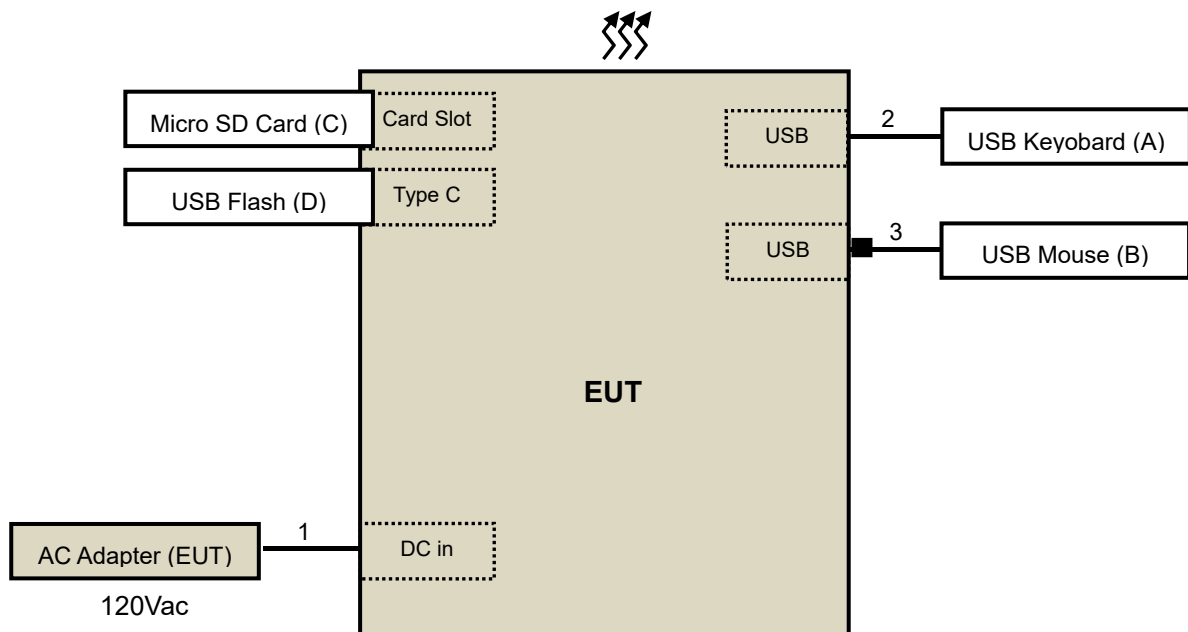 Micro SD Card (C)
Card Slot
USB
2
USB Keyobard (A)
USB Flash (D)
Type C
USB
3
USB Mouse (B)
EUT
AC Adapter (EUT)
1
DC in
120Vac